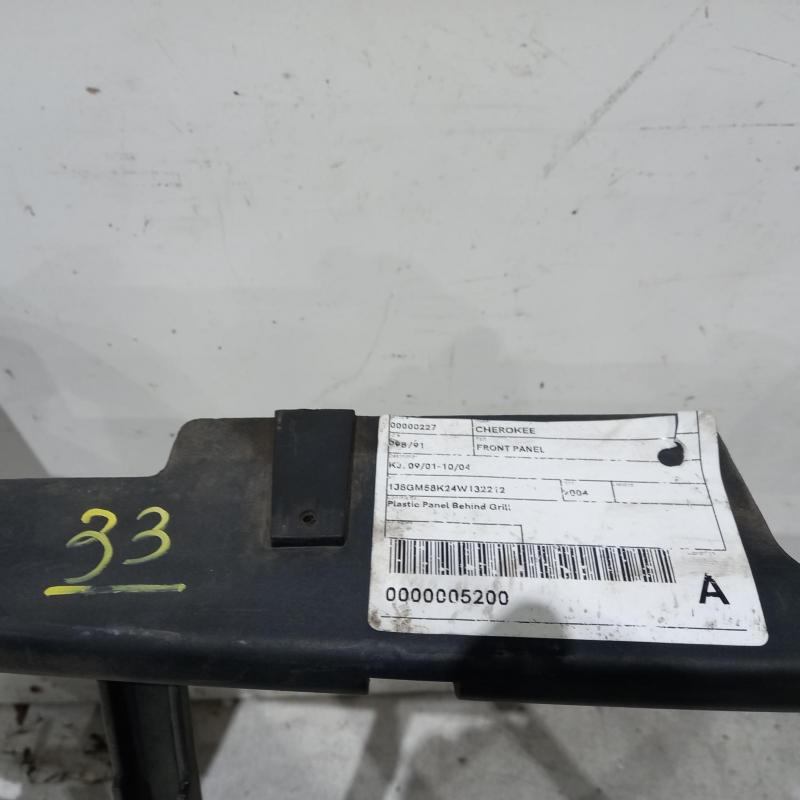 33
00000227 CHEROKEE
FRONT PANEL
KJ, 09/01-10/04
1J8GM58K24W132212 2004
Plastic Panel Behind Grill
0000005200 A